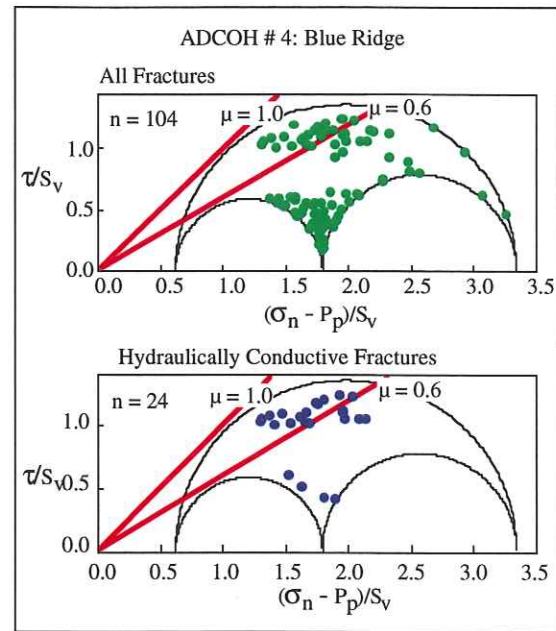 ADCOH # 4: Blue Ridge
All Fractures
n = 104
μ = 1.0
μ = 0.6
τ/Sv
1.0
0.5
0.0
0.0 0.5 1.0 1.5 2.0 2.5 3.0 3.5
(σn - Pp)/Sv
Hydraulically Conductive Fractures
n = 24
μ = 1.0
μ = 0.6
1.0
τ/Sv 0.5
0.0
0.0 0.5 1.0 1.5 2.0 2.5 3.0 3.5
(σn - Pp)/Sv